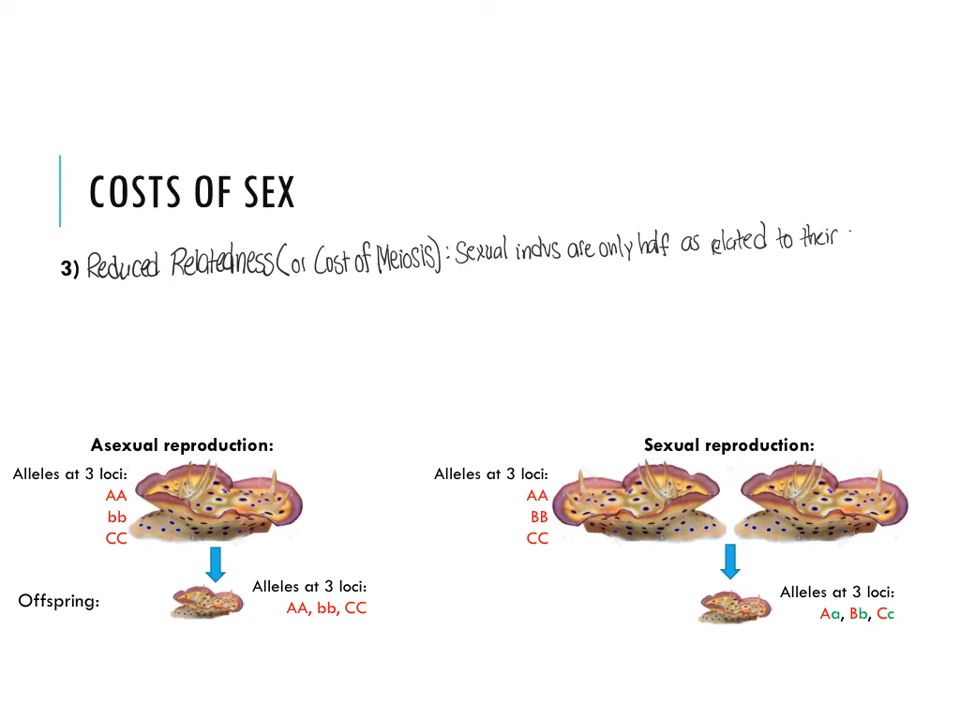 COSTS OF SEX
3) Reduced Relatedness (or Cost of Meiosis): Sexual indvs are only half as related to their
Asexual reproduction:
Alleles at 3 loci:
AA
bb
CC
Offspring:
Alleles at 3 loci:
AA, bb, CC
Sexual reproduction:
Alleles at 3 loci:
AA
BB
CC
Alleles at 3 loci:
Aa, Bb, Cc